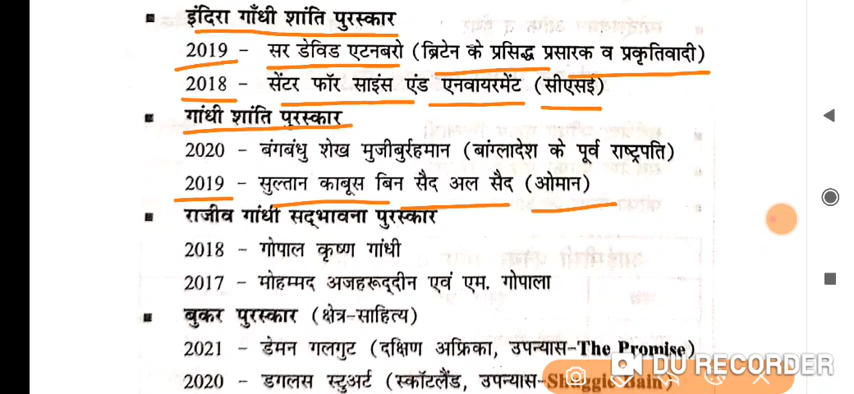 इंदिरा गाँधी शांति पुरस्कार
2019 - सर डेविड एटनबरो (ब्रिटेन के प्रसिद्ध प्रसारक व प्रकृतिवादी)
2018 - सेंटर फॉर साइंस एंड एनवायरमेंट (सीएसई)
गांधी शांति पुरस्कार
2020 - बंगबंधु शेख मुजीबुर्रहमान (बांग्लादेश के पूर्व राष्ट्रपति)
2019 - सुल्तान काबूस बिन सैद अल सैद (ओमान)
राजीव गांधी सद्भावना पुरस्कार
2018 - गोपाल कृष्ण गांधी
2017 - मोहम्मद अजहरूद्दीन एवं एम. गोपाला
बुकर पुरस्कार (क्षेत्र-साहित्य)
2021 - डेमन गलगुट (दक्षिण अफ्रिका, उपन्यास-The Promise)
DU RECORDER
2020 - डगलस स्टुअर्ट (स्कॉटलैंड, उपन्यास-Shuggie Bain)